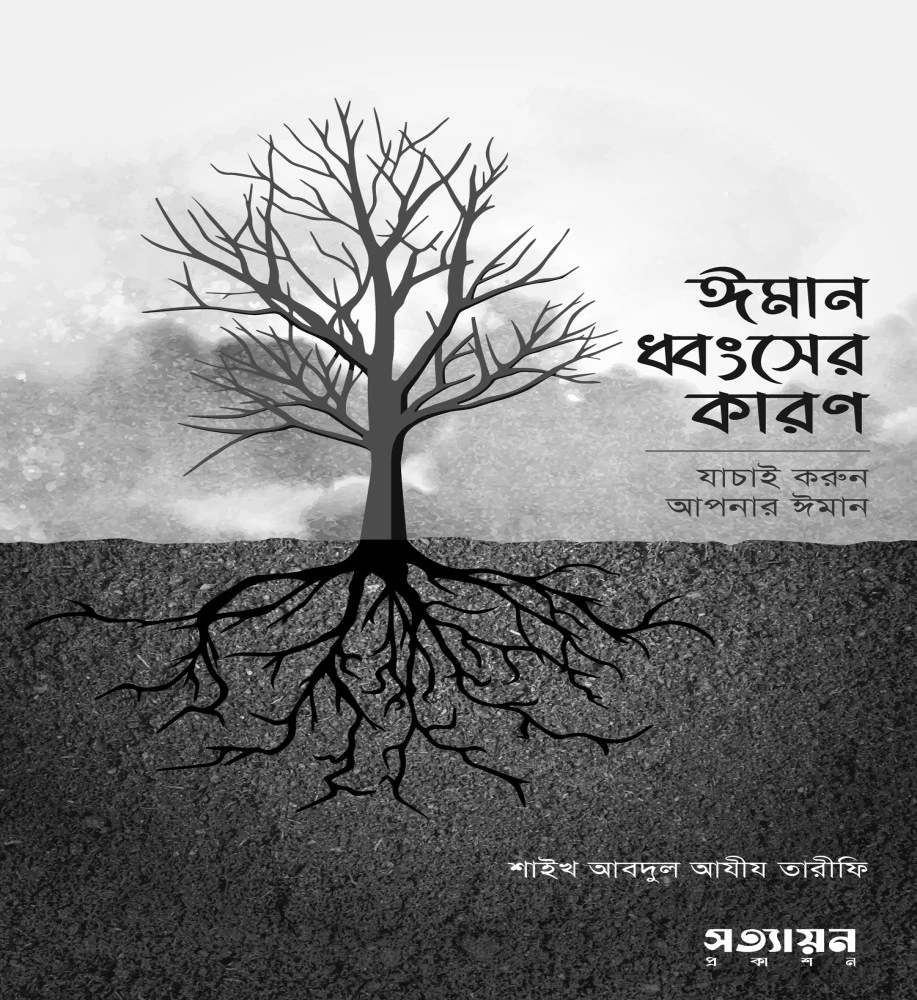 ঈমান
ধ্বংসের
কারণ
যাচাই করুন
আপনার ঈমান
শাইখ আবদুল আযীয তারীফি
সত্যায়ন
প্রকাশন